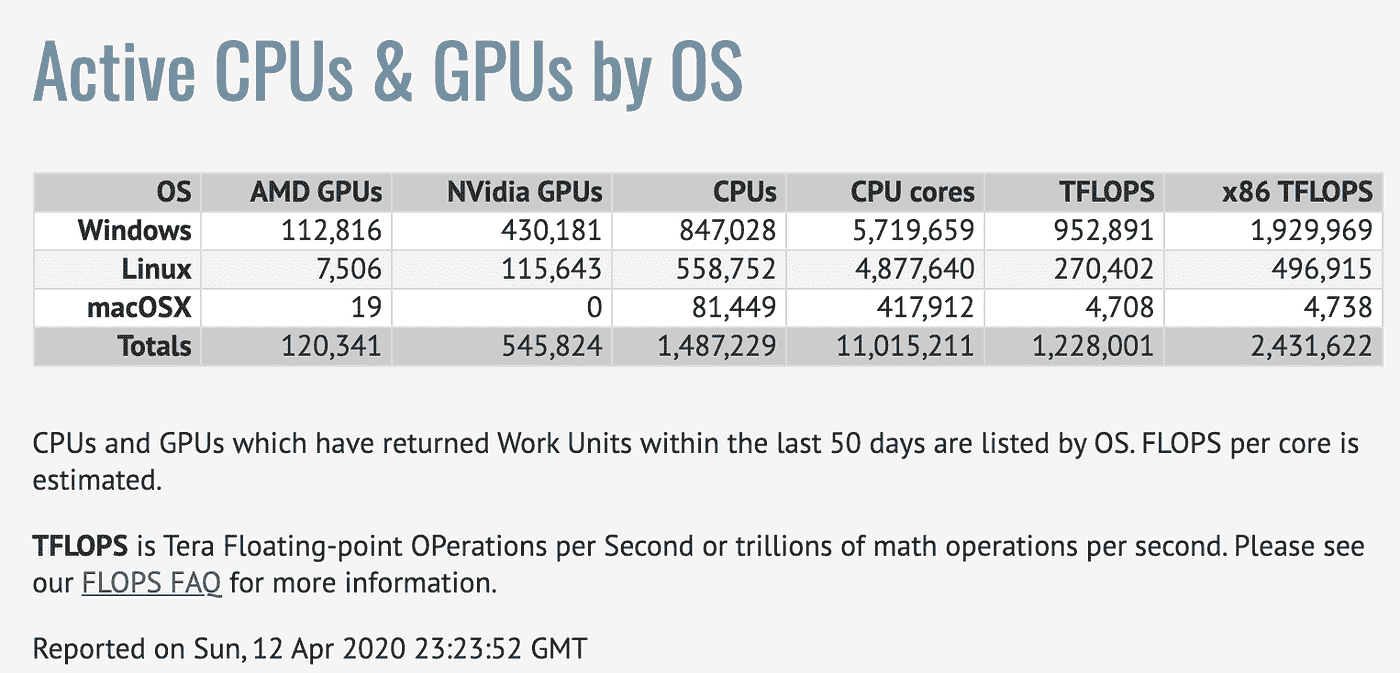 Active CPUs & GPUs by OS
OS AMD GPUs NVidia GPUs CPUs CPU cores TFLOPS x86 TFLOPS
Windows 112,816 430,181 847,028 5,719,659 952,891 1,929,969
Linux 7,506 115,643 558,752 4,877,640 270,402 496,915
macOSX 19 0 81,449 417,912 4,708 4,738
Totals 120,341 545,824 1,487,229 11,015,211 1,228,001 2,431,622
CPUs and GPUs which have returned Work Units within the last 50 days are listed by OS. FLOPS per core is
estimated.
TFLOPS is Tera Floating-point OPerations per Second or trillions of math operations per second. Please see
our FLOPS FAQ for more information.
Reported on Sun, 12 Apr 2020 23:23:52 GMT